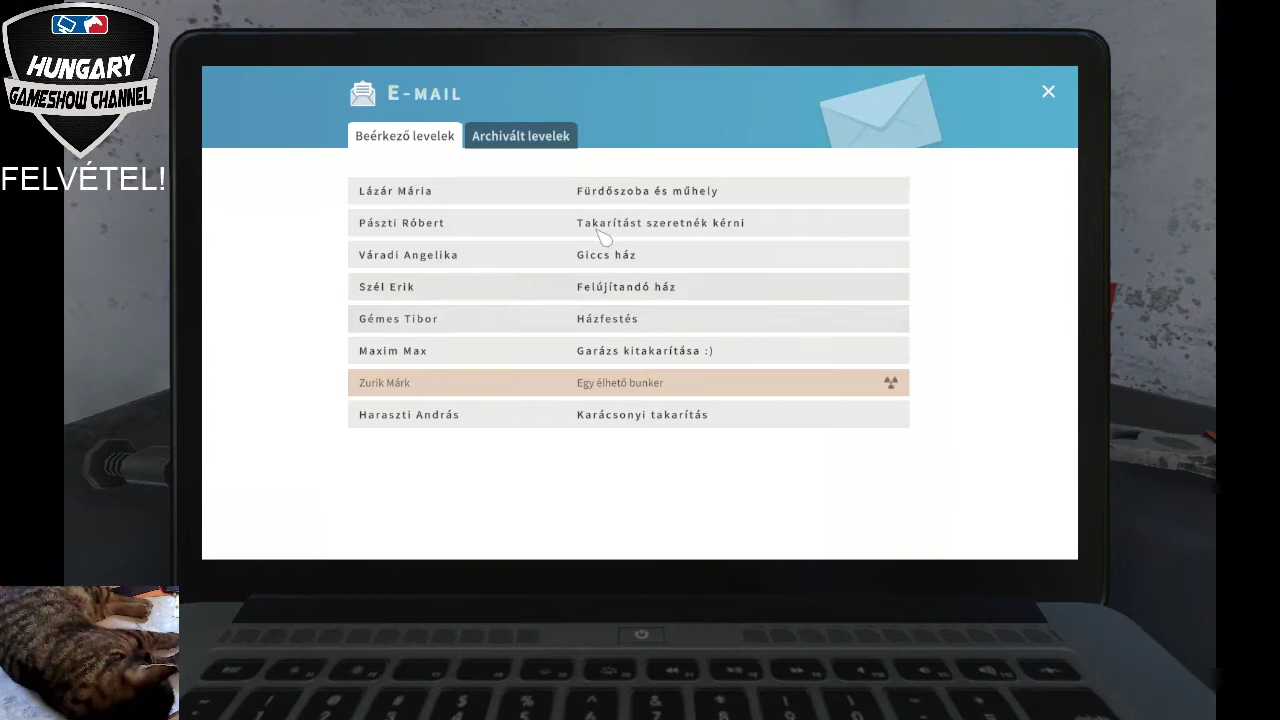 HUNGARY
GAMESHOW CHANNEL
FELVÉTEL!
E-MAIL
Beérkező levelek
Archivált levelek
Lázár Mária Fürdőszoba és műhely
Pászti Róbert Takarítást szeretnék kérni
Váradi Angelika Giccs ház
Szél Erik Felújítandó ház
Gémes Tibor Házfestés
Maxim Max Garázs kitakarítása :)
Zurik Márk Egy élhető bunker
Haraszti András Karácsonyi takarítás